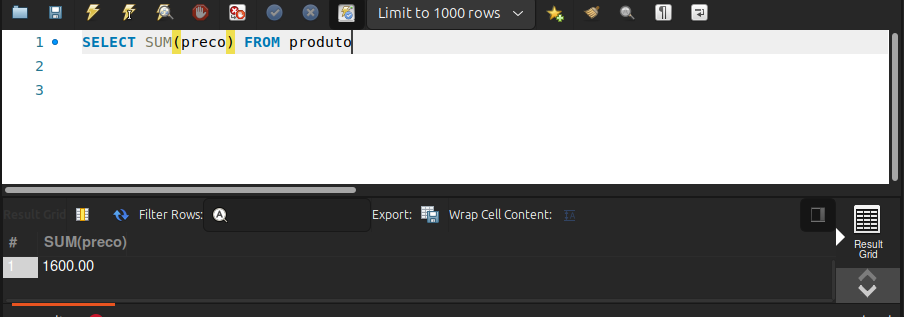 Limit to 1000 rows
1 SELECT SUM(preco) FROM produto
2
3
Result Grid Filter Rows: Export: Wrap Cell Content: IA
# SUM(preco)
1 1600.00
Result
Grid